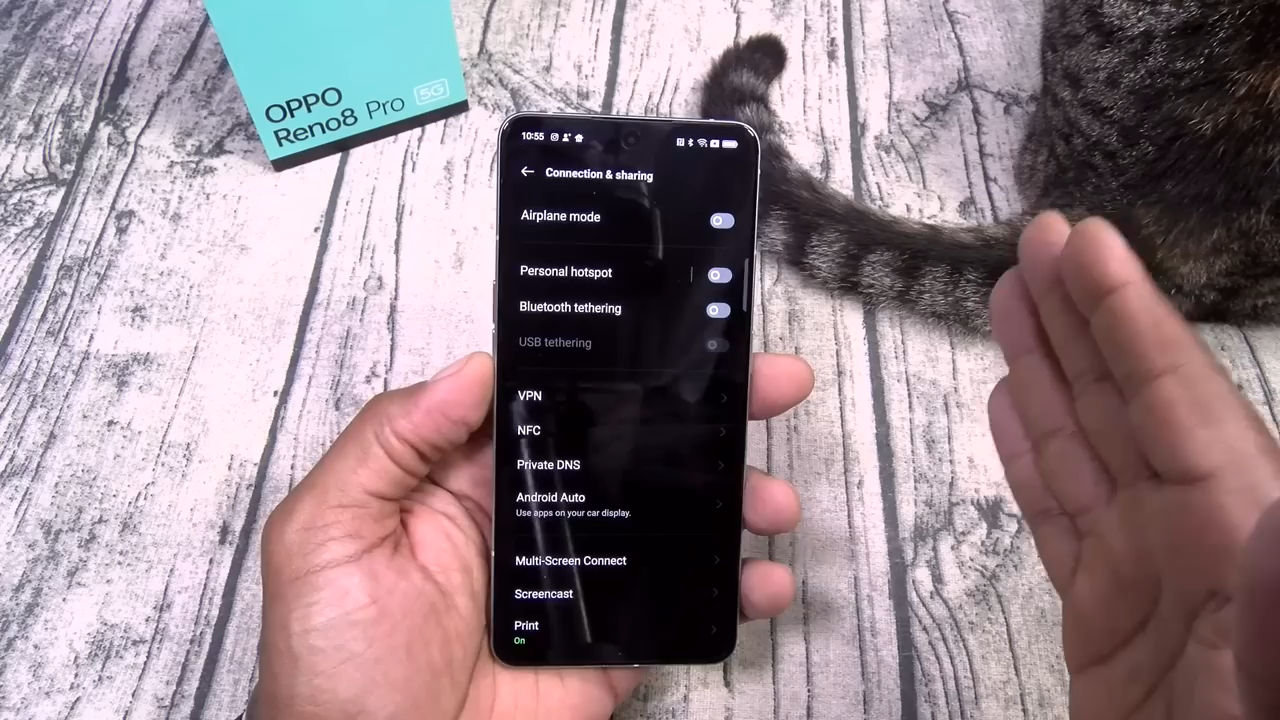 OPPO
Reno8 Pro 5G
10:55
Connection & sharing
Airplane mode
Personal hotspot
Bluetooth tethering
USB tethering
VPN
NFC
Private DNS
Android Auto
Use apps on your car display.
Multi-Screen Connect
Screencast
Print
On